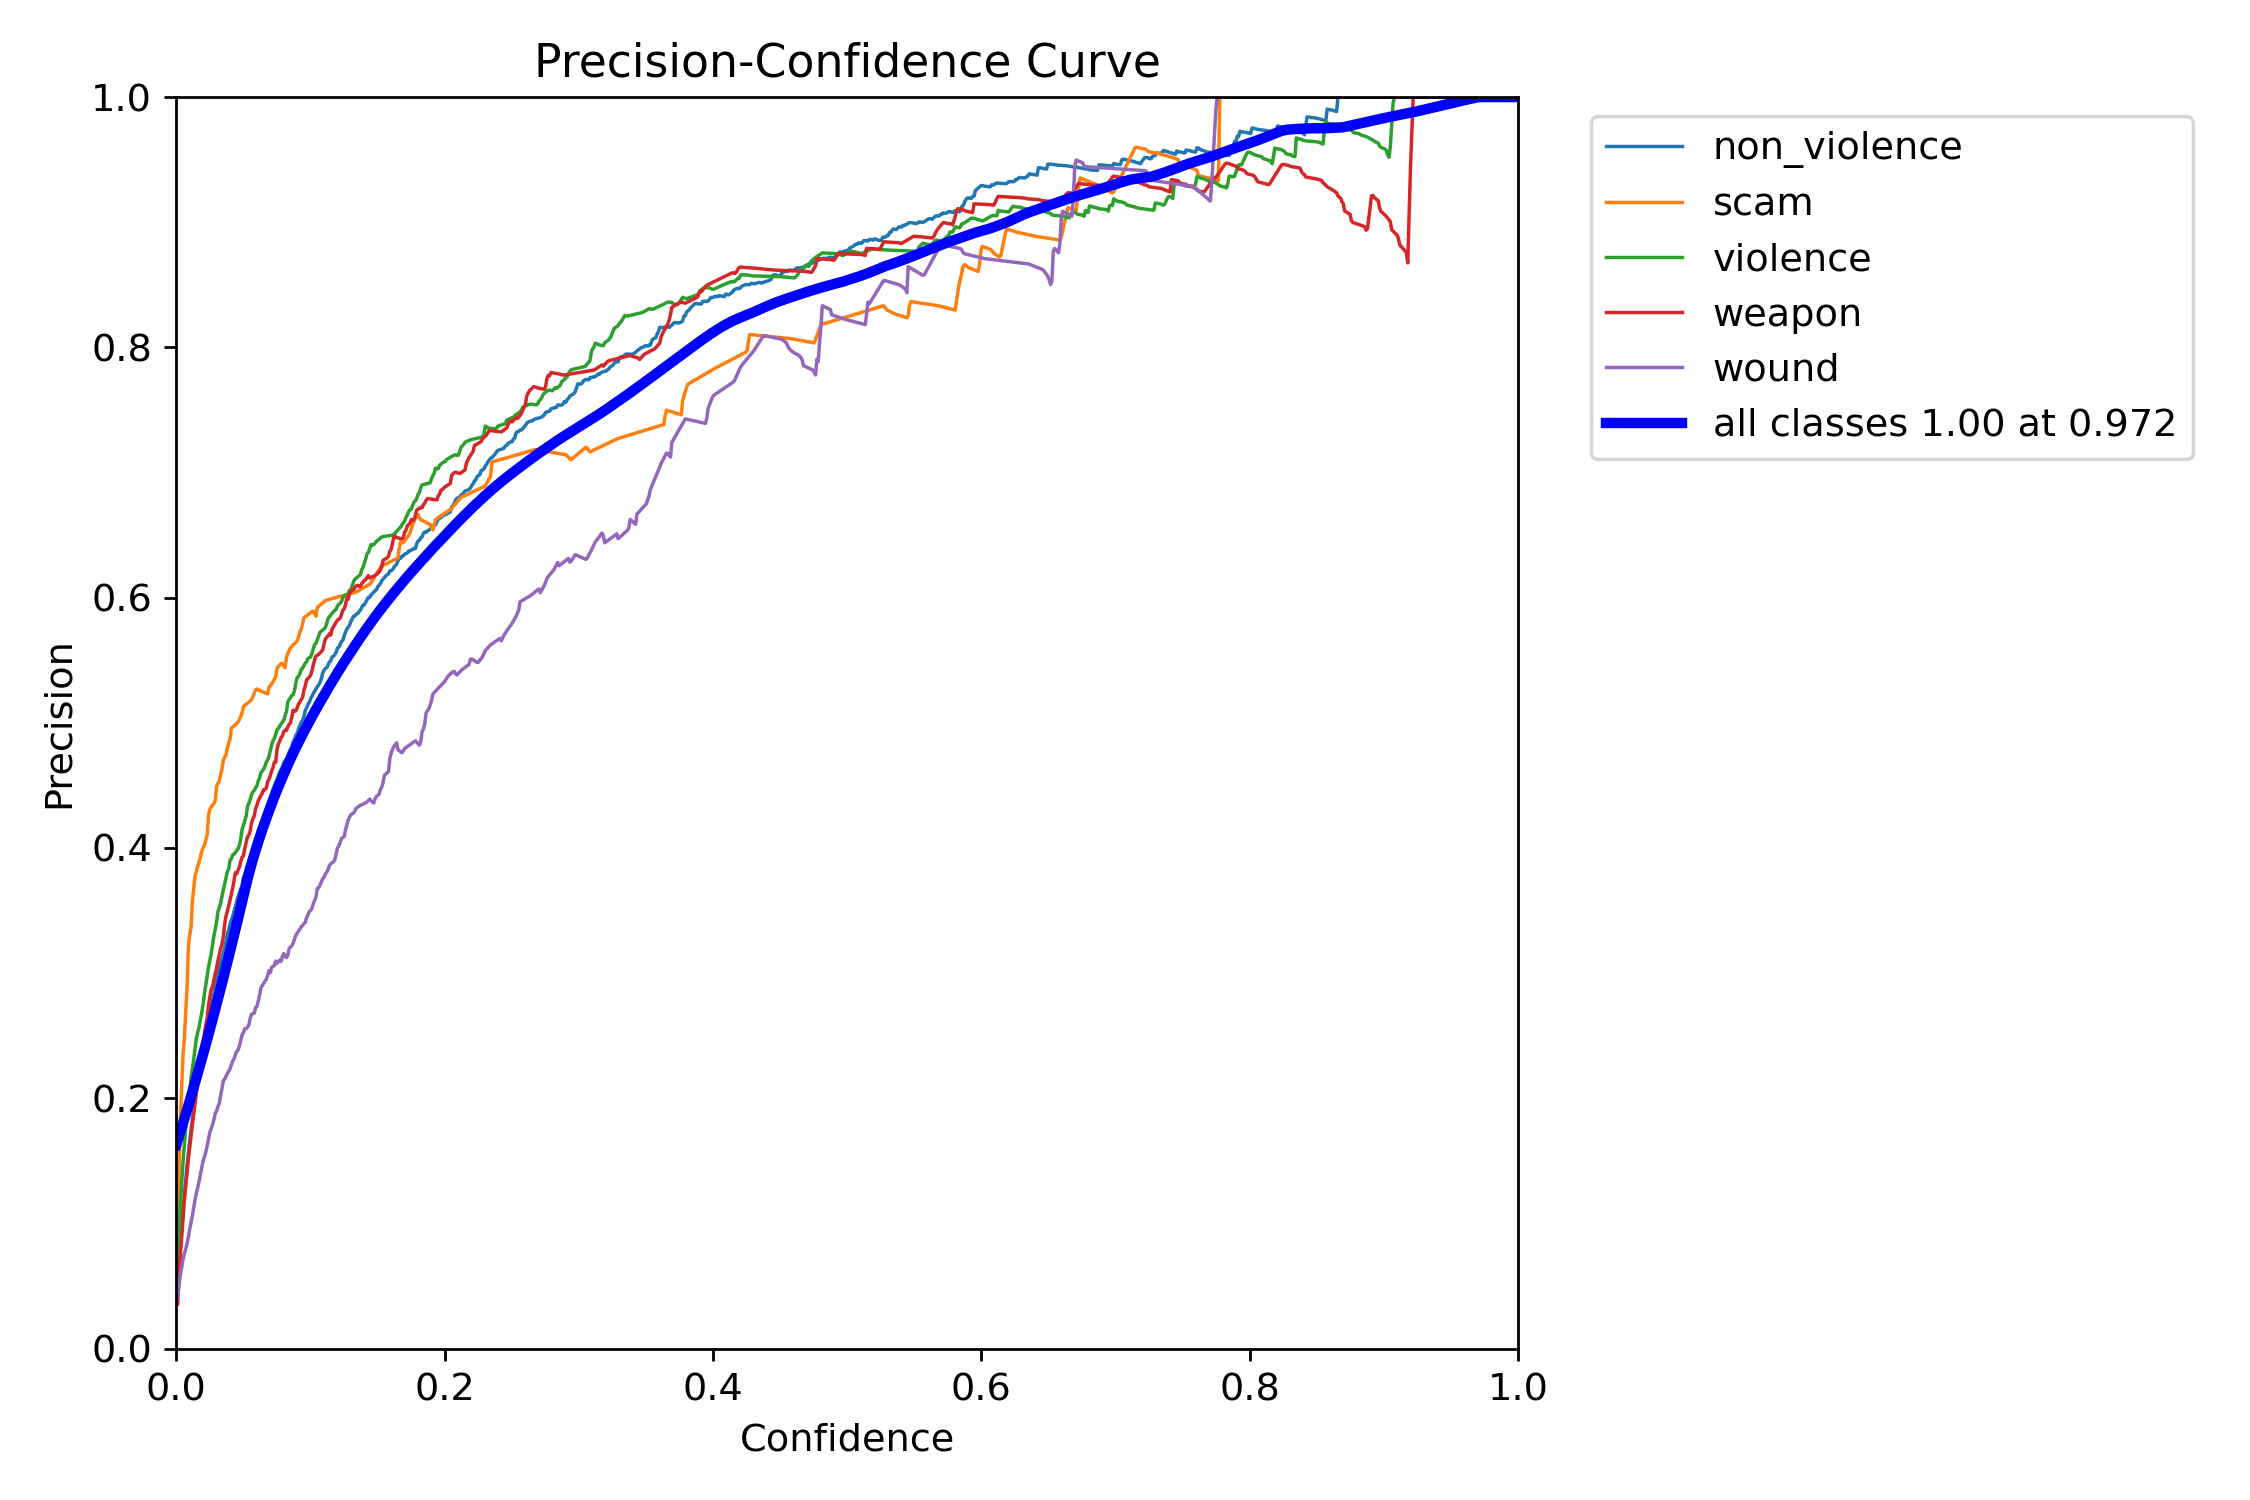 Precision-Confidence Curve
1.0
0.8
0.6
0.4
0.2
0.0
Precision
0.0 0.2 0.4 0.6 0.8 1.0
Confidence
non_violence
scam
violence
weapon
wound
all classes 1.00 at 0.972